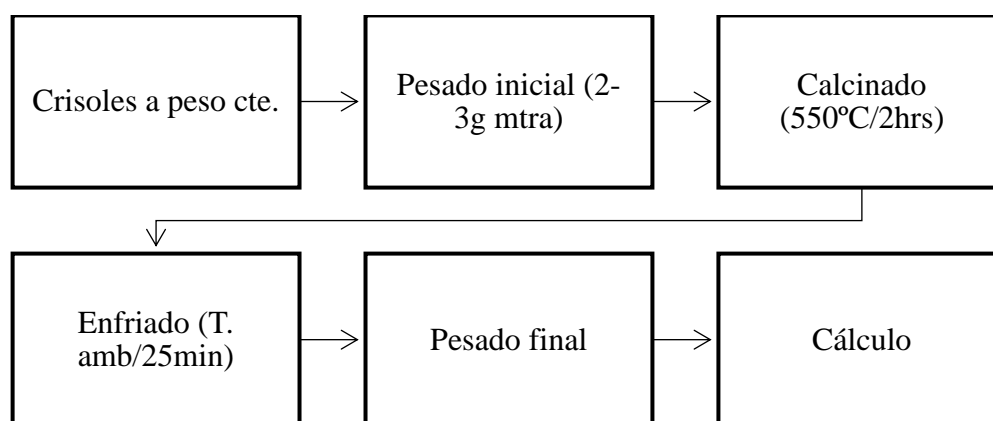 Crisoles a peso cte.
Pesado inicial (2-
3g mtra)
Calcinado
(550ºC/2hrs)
Enfriado (T.
amb/25min)
Pesado final
Cálculo